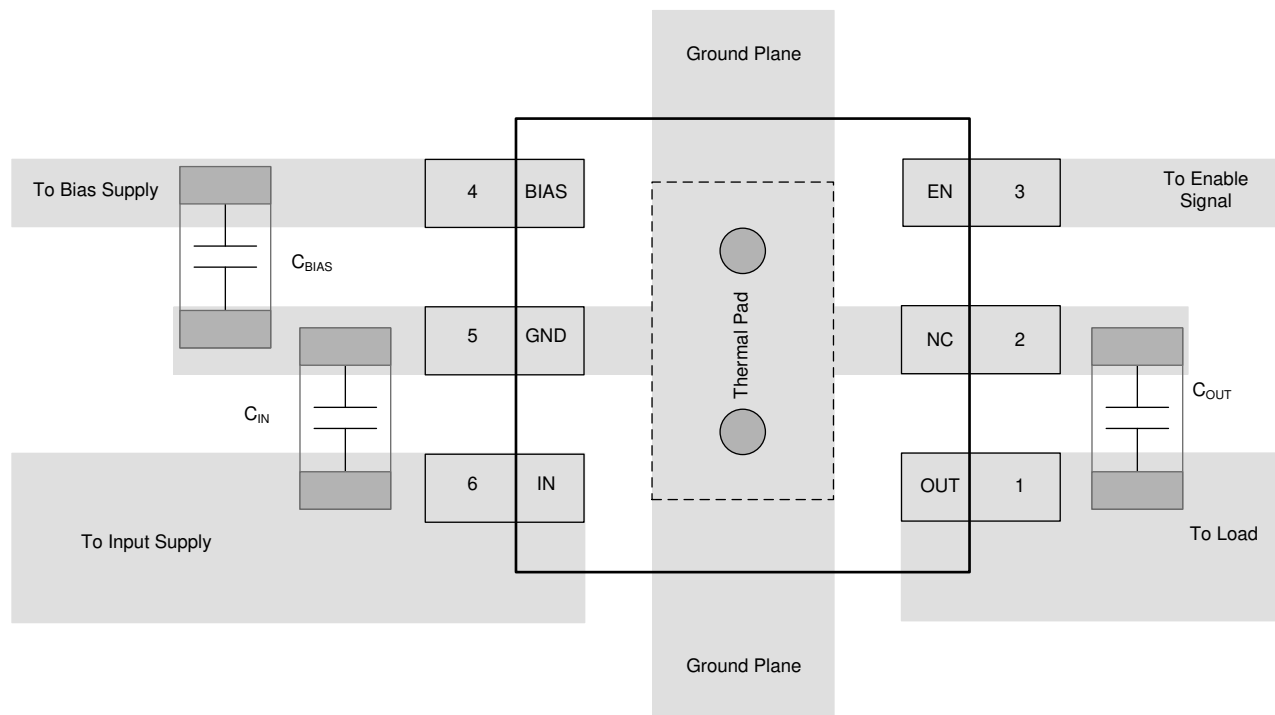 Ground Plane
To Bias Supply
4
BIAS
EN
3
To Enable
Signal
CBIAS
Thermal Pad
5
GND
NC
2
CIN
COUT
6
IN
OUT
1
To Input Supply
To Load
Ground Plane